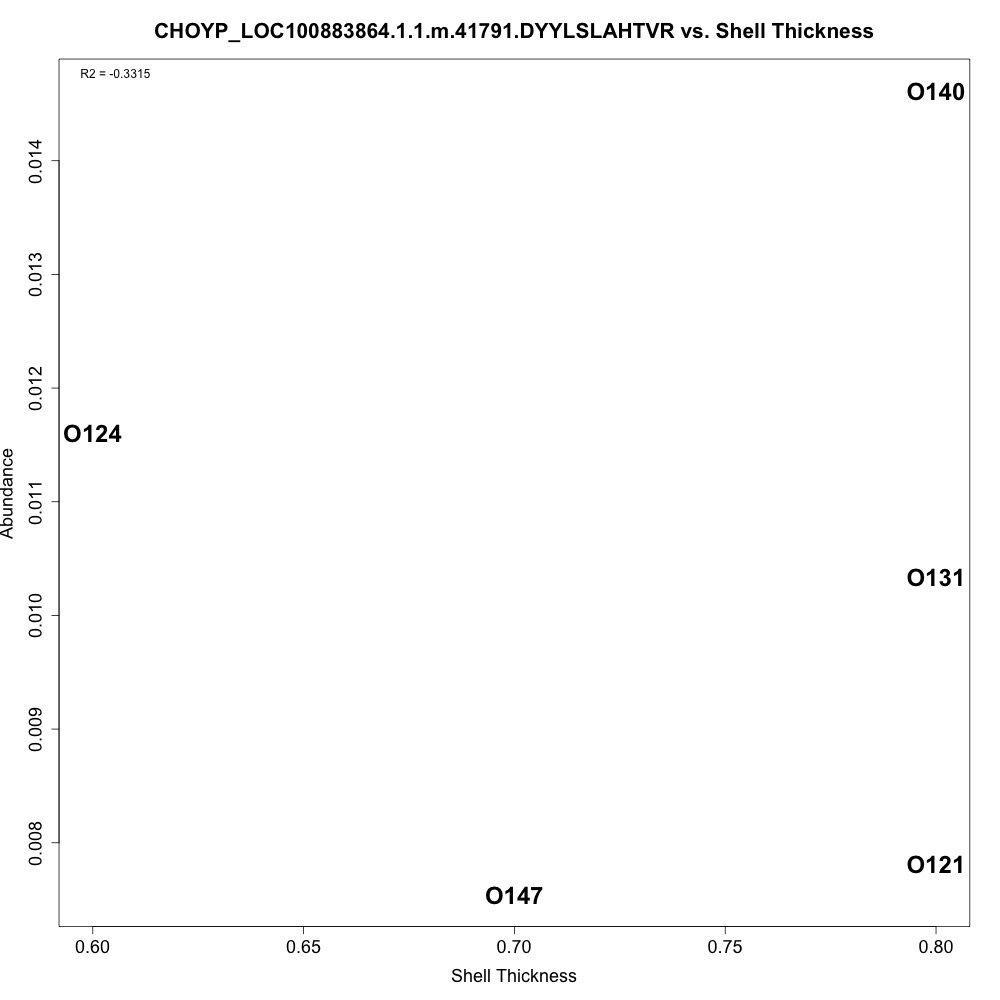 CHOYP_LOC100883864.1.1.m.41791.DYYLSLAHTVR vs. Shell Thickness
R2 = -0.3315
O140
0.014
0.013
0.012
O124
Abundance
0.011
O131
0.010
0.009
0.008
O121
O147
0.60 0.65 0.70 0.75 0.80
Shell Thickness